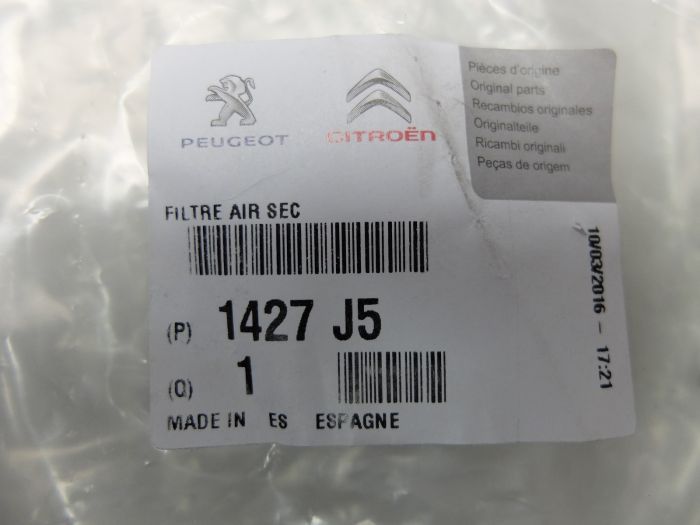 PEUGEOT
CITROËN
Pièces d'origine
Original parts
Recambios originales
Originalteile
Ricambi originali
Peças de origem
FILTRE AIR SEC
(P) 1427 J5
(Q) 1
MADE IN ES ESPAGNE
10/03/2016 - 17:21